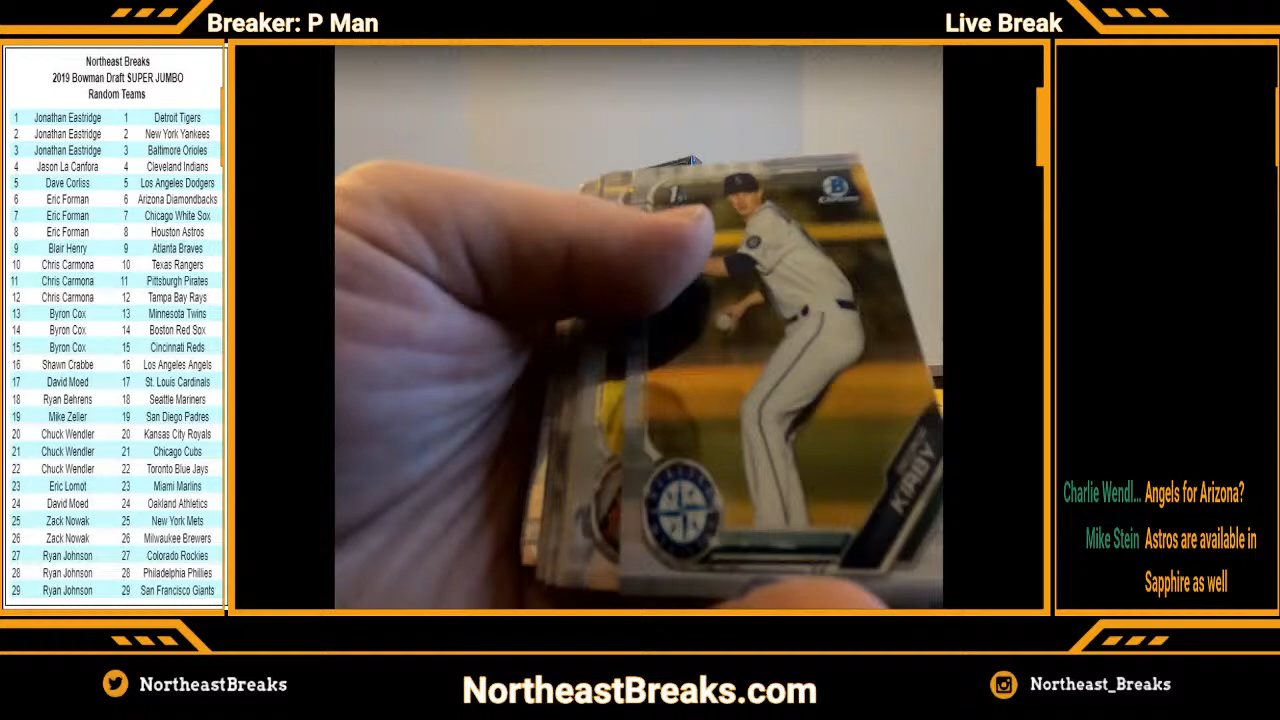 Breaker: P Man
Live Break
Northeast Breaks
2019 Bowman Draft SUPER JUMBO
Random Teams
1 Jonathan Eastridge 1 Detroit Tigers
2 Jonathan Eastridge 2 New York Yankees
3 Jonathan Eastridge 3 Baltimore Orioles
4 Jason La Canfora 4 Cleveland Indians
5 Dave Corliss 5 Los Angeles Dodgers
6 Eric Forman 6 Arizona Diamondbacks
7 Eric Forman 7 Chicago White Sox
8 Eric Forman 8 Houston Astros
9 Blair Henry 9 Atlanta Braves
10 Chris Carmona 10 Texas Rangers
11 Chris Carmona 11 Pittsburgh Pirates
12 Chris Carmona 12 Tampa Bay Rays
13 Byron Cox 13 Minnesota Twins
14 Byron Cox 14 Boston Red Sox
15 Byron Cox 15 Cincinnati Reds
16 Shawn Crabbe 16 Los Angeles Angels
17 David Moed 17 St. Louis Cardinals
18 Ryan Behrens 18 Seattle Mariners
19 Mike Zeller 19 San Diego Padres
20 Chuck Wendler 20 Kansas City Royals
21 Chuck Wendler 21 Chicago Cubs
22 Chuck Wendler 22 Toronto Blue Jays
23 Eric Lomot 23 Miami Marlins
24 David Moed 24 Oakland Athletics
25 Zack Nowak 25 New York Mets
26 Zack Nowak 26 Milwaukee Brewers
27 Ryan Johnson 27 Colorado Rockies
28 Ryan Johnson 28 Philadelphia Phillies
29 Ryan Johnson 29 San Francisco Giants
1st
B
CHROME
KIRBY
Charlie Wendl... Angels for Arizona?
Mike Stein Astros are available in
Sapphire as well
NortheastBreaks
NortheastBreaks.com
Northeast_Breaks